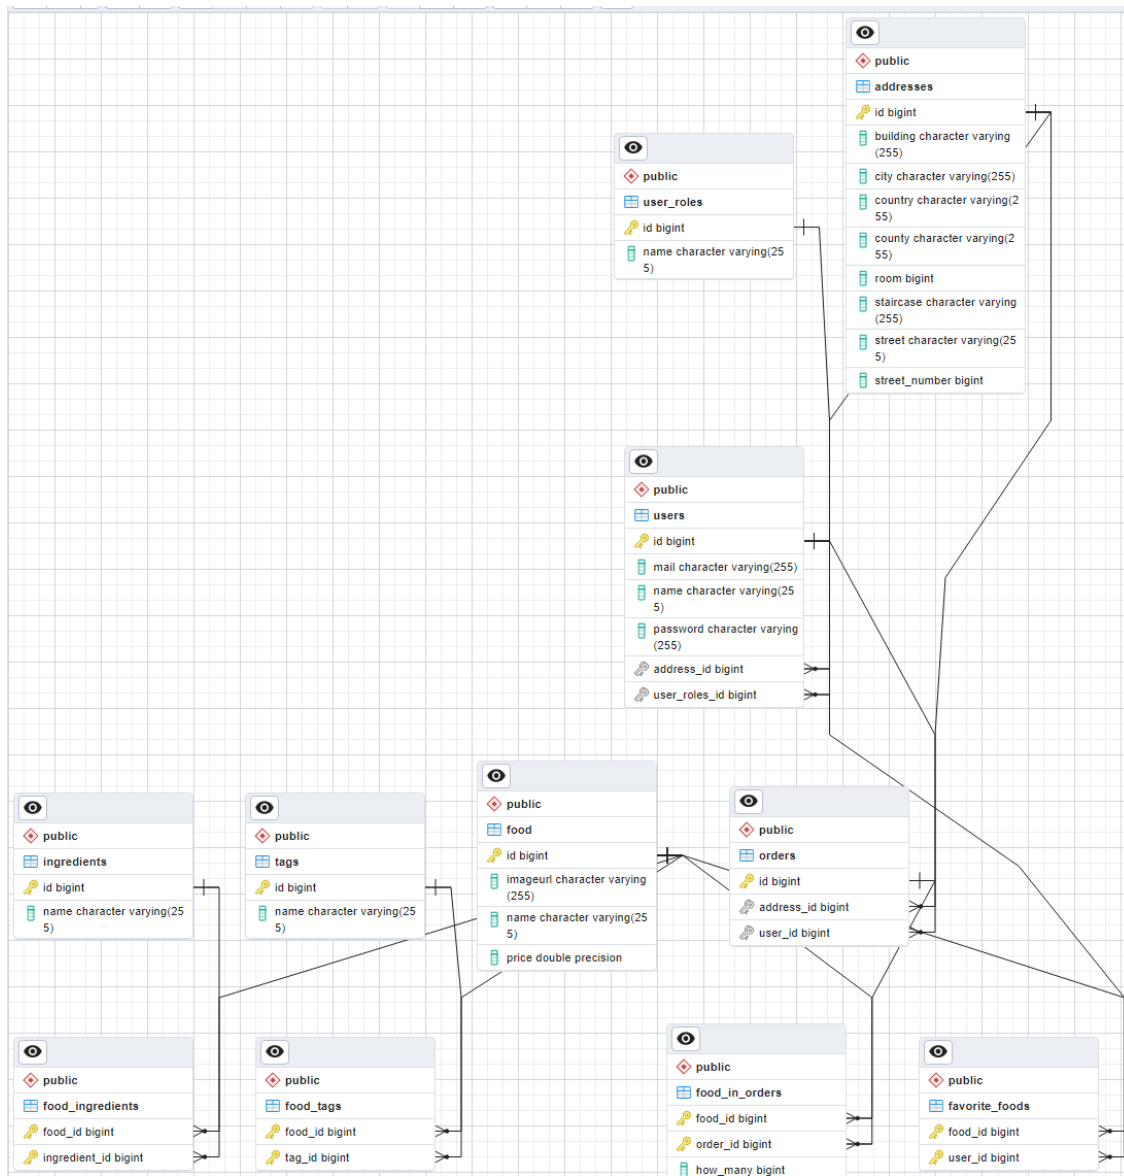 public
addresses
id bigint
building character varying
(255)
city character varying(255)
country character varying(2
55)
county character varying(2
55)
room bigint
staircase character varying
(255)
street character varying(25
5)
street_number bigint
public
user_roles
id bigint
name character varying(25
5)
public
users
id bigint
mail character varying(255)
name character varying(25
5)
password character varying
(255)
address_id bigint
user_roles_id bigint
public
ingredients
id bigint
name character varying(25
5)
public
tags
id bigint
name character varying(25
5)
public
food
id bigint
imageurl character varying
(255)
name character varying(25
5)
price double precision
public
orders
id bigint
address_id bigint
user_id bigint
public
food_ingredients
food_id bigint
ingredient_id bigint
public
food_tags
food_id bigint
tag_id bigint
public
food_in_orders
food_id bigint
order_id bigint
how_many bigint
public
favorite_foods
food_id bigint
user_id bigint